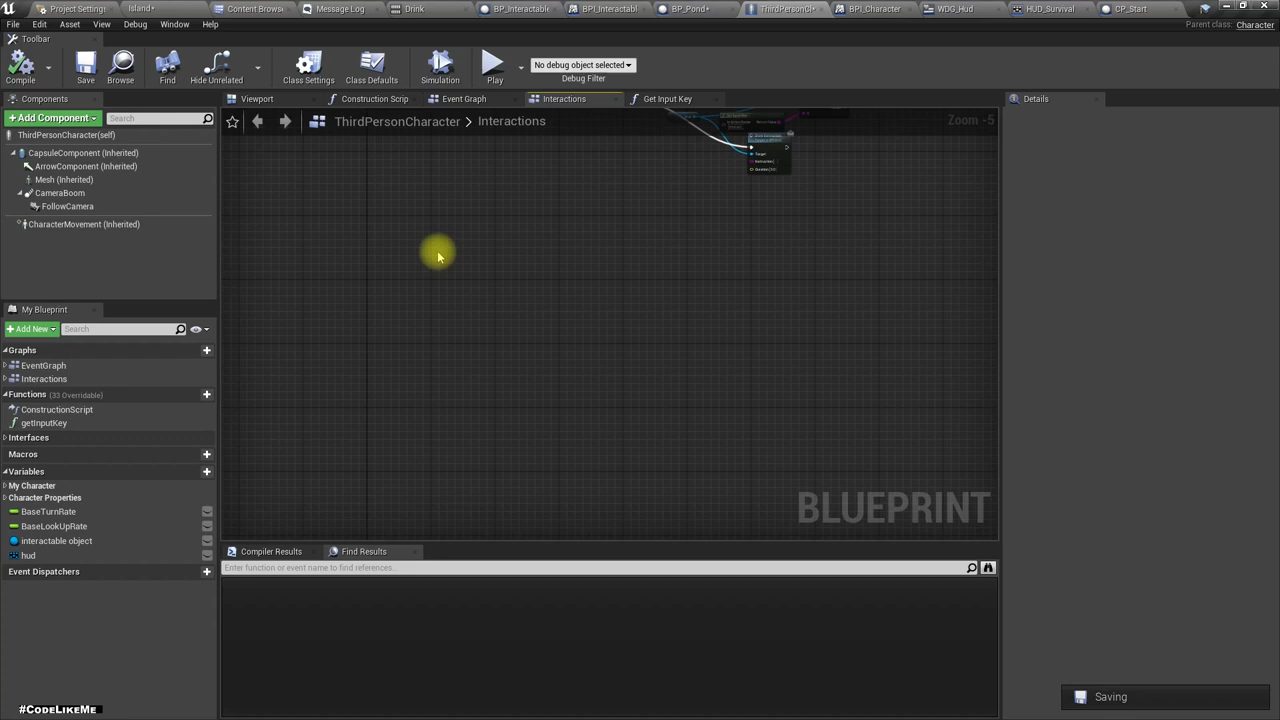 Project Settings
Island*
Content Brows
Message Log
Drink
BP_Interactable
BPI_Interactabl
BP_Pond*
ThirdPersonCl*
BPI_Character
WDG_Hud
HUD_Survival
CP_Start
File
Edit
Asset
View
Debug
Window
Help
Parent class: Character
Toolbar
Compile
Save
Browse
Find
Hide Unrelated
Class Settings
Class Defaults
Simulation
Play
No debug object selected
Debug Filter
Components
Viewport
Construction Scrip
Event Graph
Interactions
Get Input Key
Details
+Add Component
Search
ThirdPersonCharacter > Interactions
Zoom -5
ThirdPersonCharacter(self)
CapsuleComponent (Inherited)
ArrowComponent (Inherited)
Mesh (Inherited)
CameraBoom
FollowCamera
CharacterMovement (Inherited)
Target
My Blueprint
+Add New
Search
Graphs
EventGraph
Interactions
Functions (33 Overridable)
ConstructionScript
getInputKey
Interfaces
Macros
Variables
My Character
Character Properties
BaseTurnRate
BaseLookUpRate
interactable object
hud
Event Dispatchers
BLUEPRINT
Compiler Results
Find Results
Enter function or event name to find references...
Saving
#CodeLikeMe